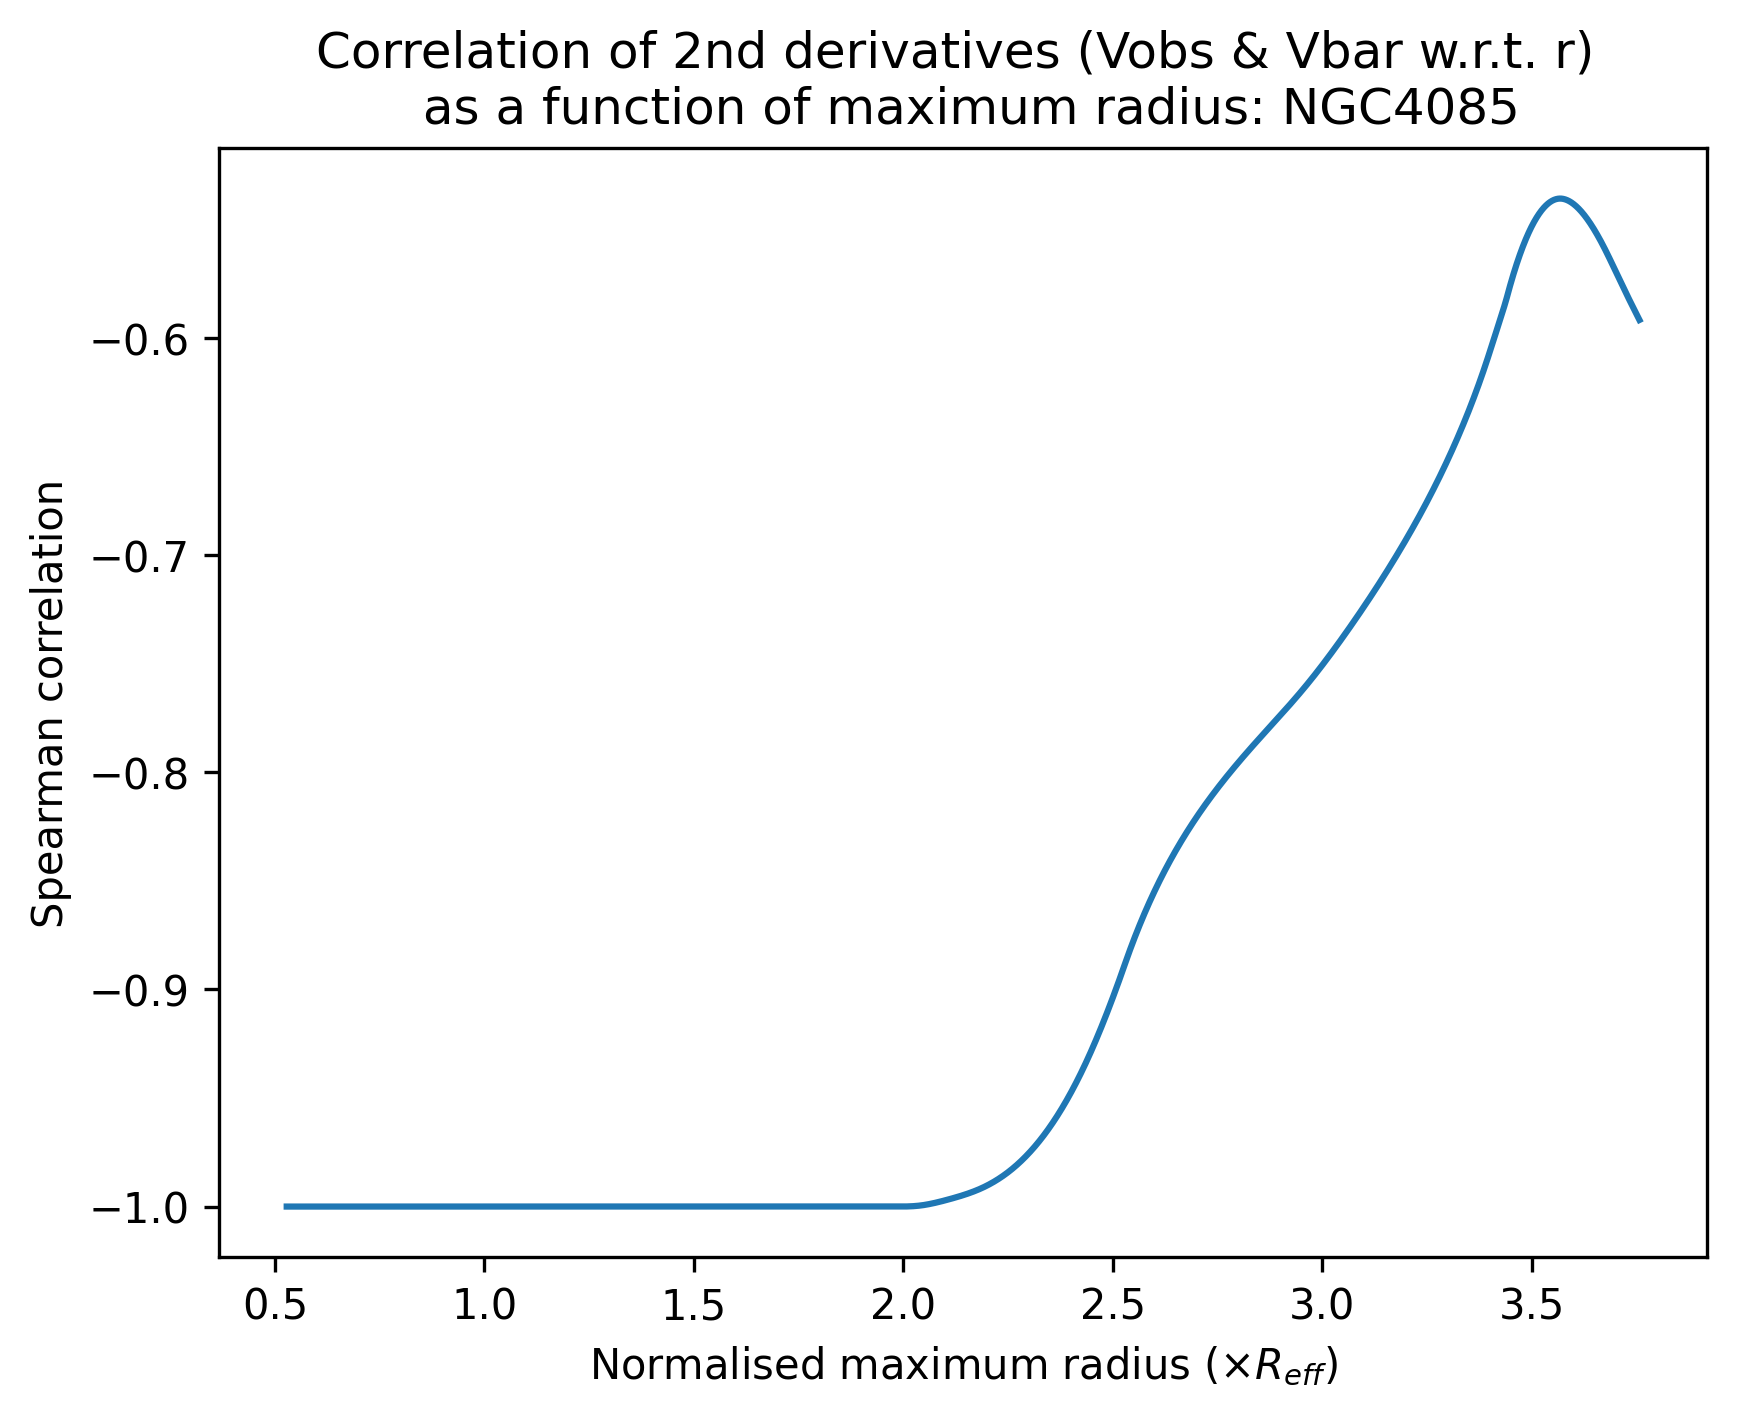 Correlation of 2nd derivatives (Vobs & Vbar w.r.t. r)
as a function of maximum radius: NGC4085
Spearman correlation
−0.6
−0.7
−0.8
−0.9
−1.0
0.5 1.0 1.5 2.0 2.5 3.0 3.5
Normalised maximum radius (×R_eff)